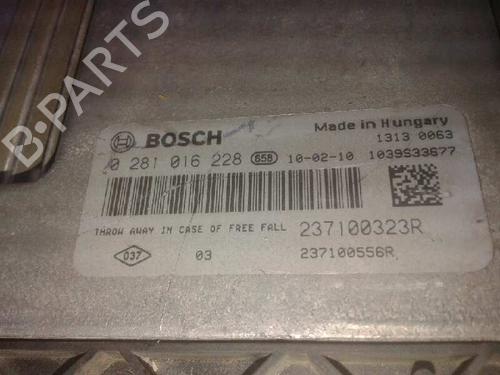 B-PARTS
BOSCH
Made in Hungary
1313 0063
0 281 016 228 658 10-02-10 1039S33677
THROW AWAY IN CASE OF FREE FALL 237100323R
037 03 237100556R